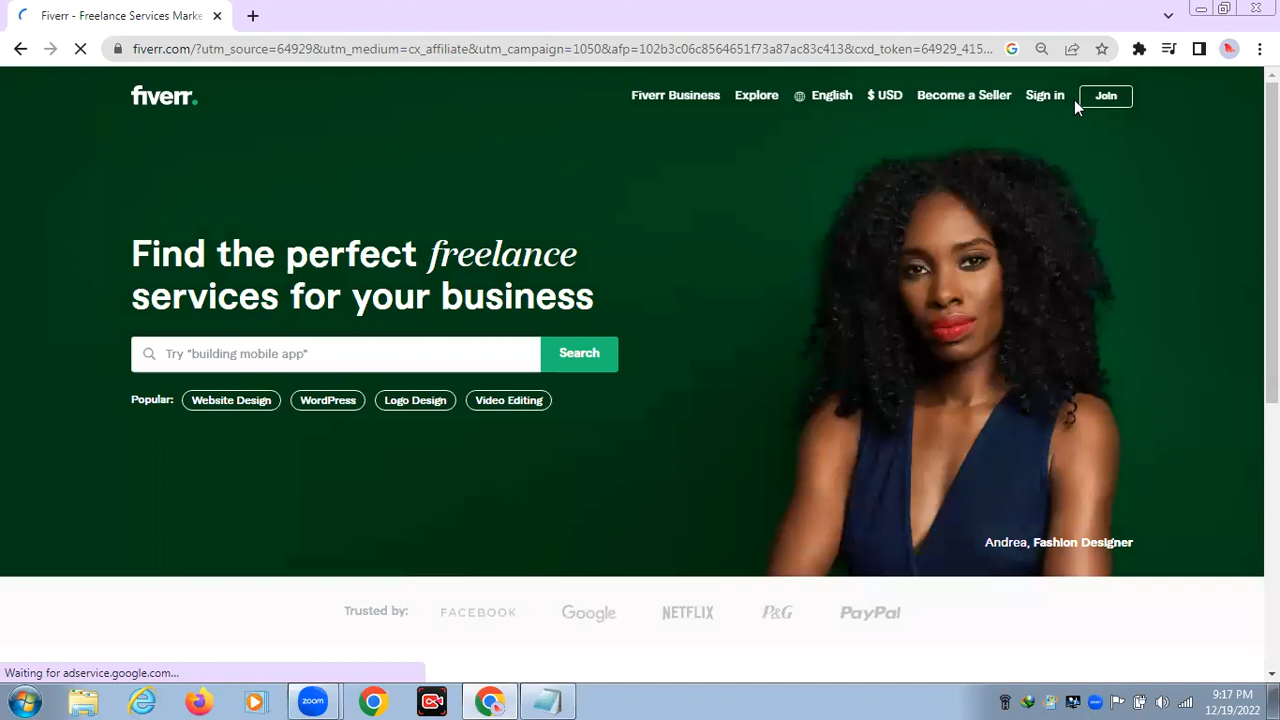 Fiverr - Freelance Services Marke
fiverr.com/?utm_source=64929&utm_medium=cx_affiliate&utm_campaign=1050&afp=102b3c06c8564651f73a87ac83c413&cxd_token=64929_415...
fiverr.
Fiverr Business Explore English $ USD Become a Seller Sign in Join
Find the perfect freelance
services for your business
Try "building mobile app" Search
Popular: Website Design WordPress Logo Design Video Editing
Andrea, Fashion Designer
Trusted by: FACEBOOK Google NETFLIX P&G PayPal
Waiting for adservice.google.com...
zoom
9:17 PM
12/19/2022